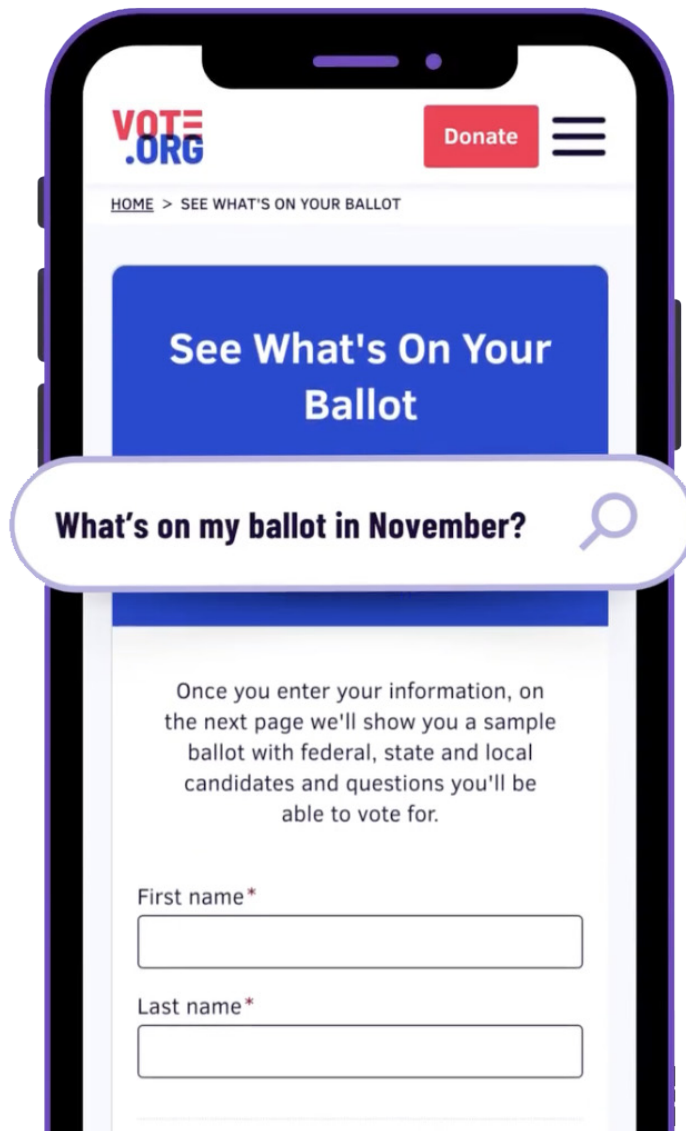 VOTE
.ORG
Donate
HOME > SEE WHAT'S ON YOUR BALLOT
See What's On Your
Ballot
What's on my ballot in November?
Once you enter your information, on
the next page we'll show you a sample
ballot with federal, state and local
candidates and questions you'll be
able to vote for.
First name*
Last name*